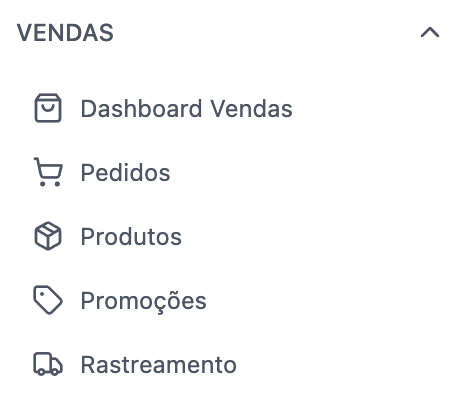 VENDAS
Dashboard Vendas
Pedidos
Produtos
Promoções
Rastreamento